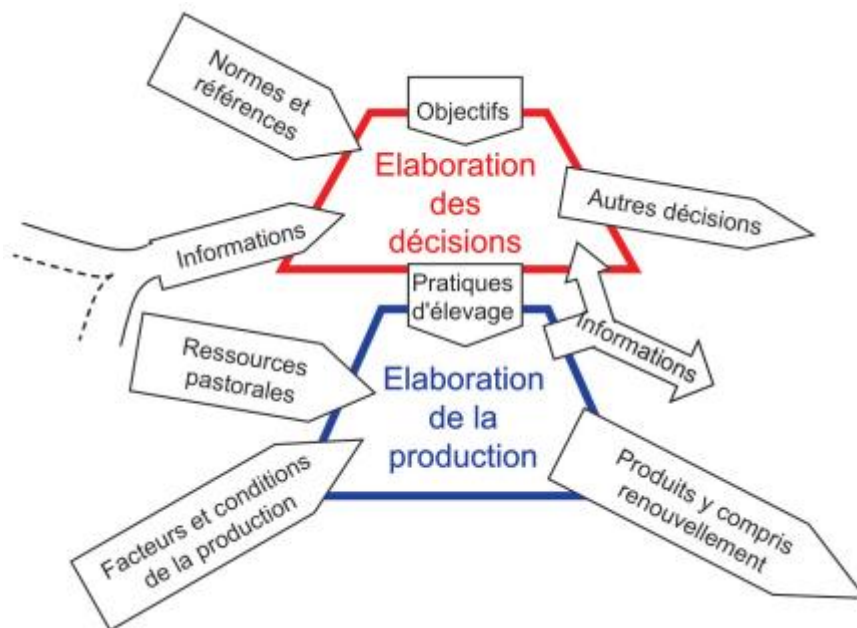 Normes et
références
Objectifs
Elaboration
des
décisions
Autres décisions
Informations
Pratiques
d'élevage
Informations
Ressources
pastorales
Elaboration
de la
production
Facteurs et conditions
de la production
Produits y compris
renouvellement